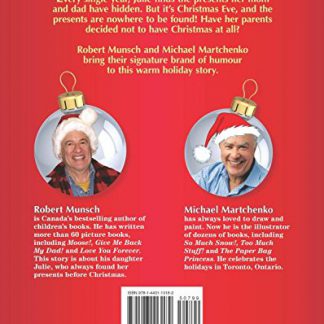 Every single year, Julie finds the presents her mom
and dad have hidden. But it's Christmas Eve, and the
presents are nowhere to be found! Have her parents
decided not to have Christmas at all?
Robert Munsch and Michael Martchenko
bring their signature brand of humour
to this warm holiday story.
Robert Munsch
is Canada's bestselling author of
children's books. He has written
more than 60 picture books,
including Moose!, Give Me Back
My Dad! and Love You Forever.
This story is about his daughter
Julie, who always found her
presents before Christmas.
Michael Martchenko
has always loved to draw and
paint. Now he is the illustrator
of dozens of books, including
So Much Snow!, Too Much
Stuff! and The Paper Bag
Princess. He celebrates the
holidays in Toronto, Ontario.